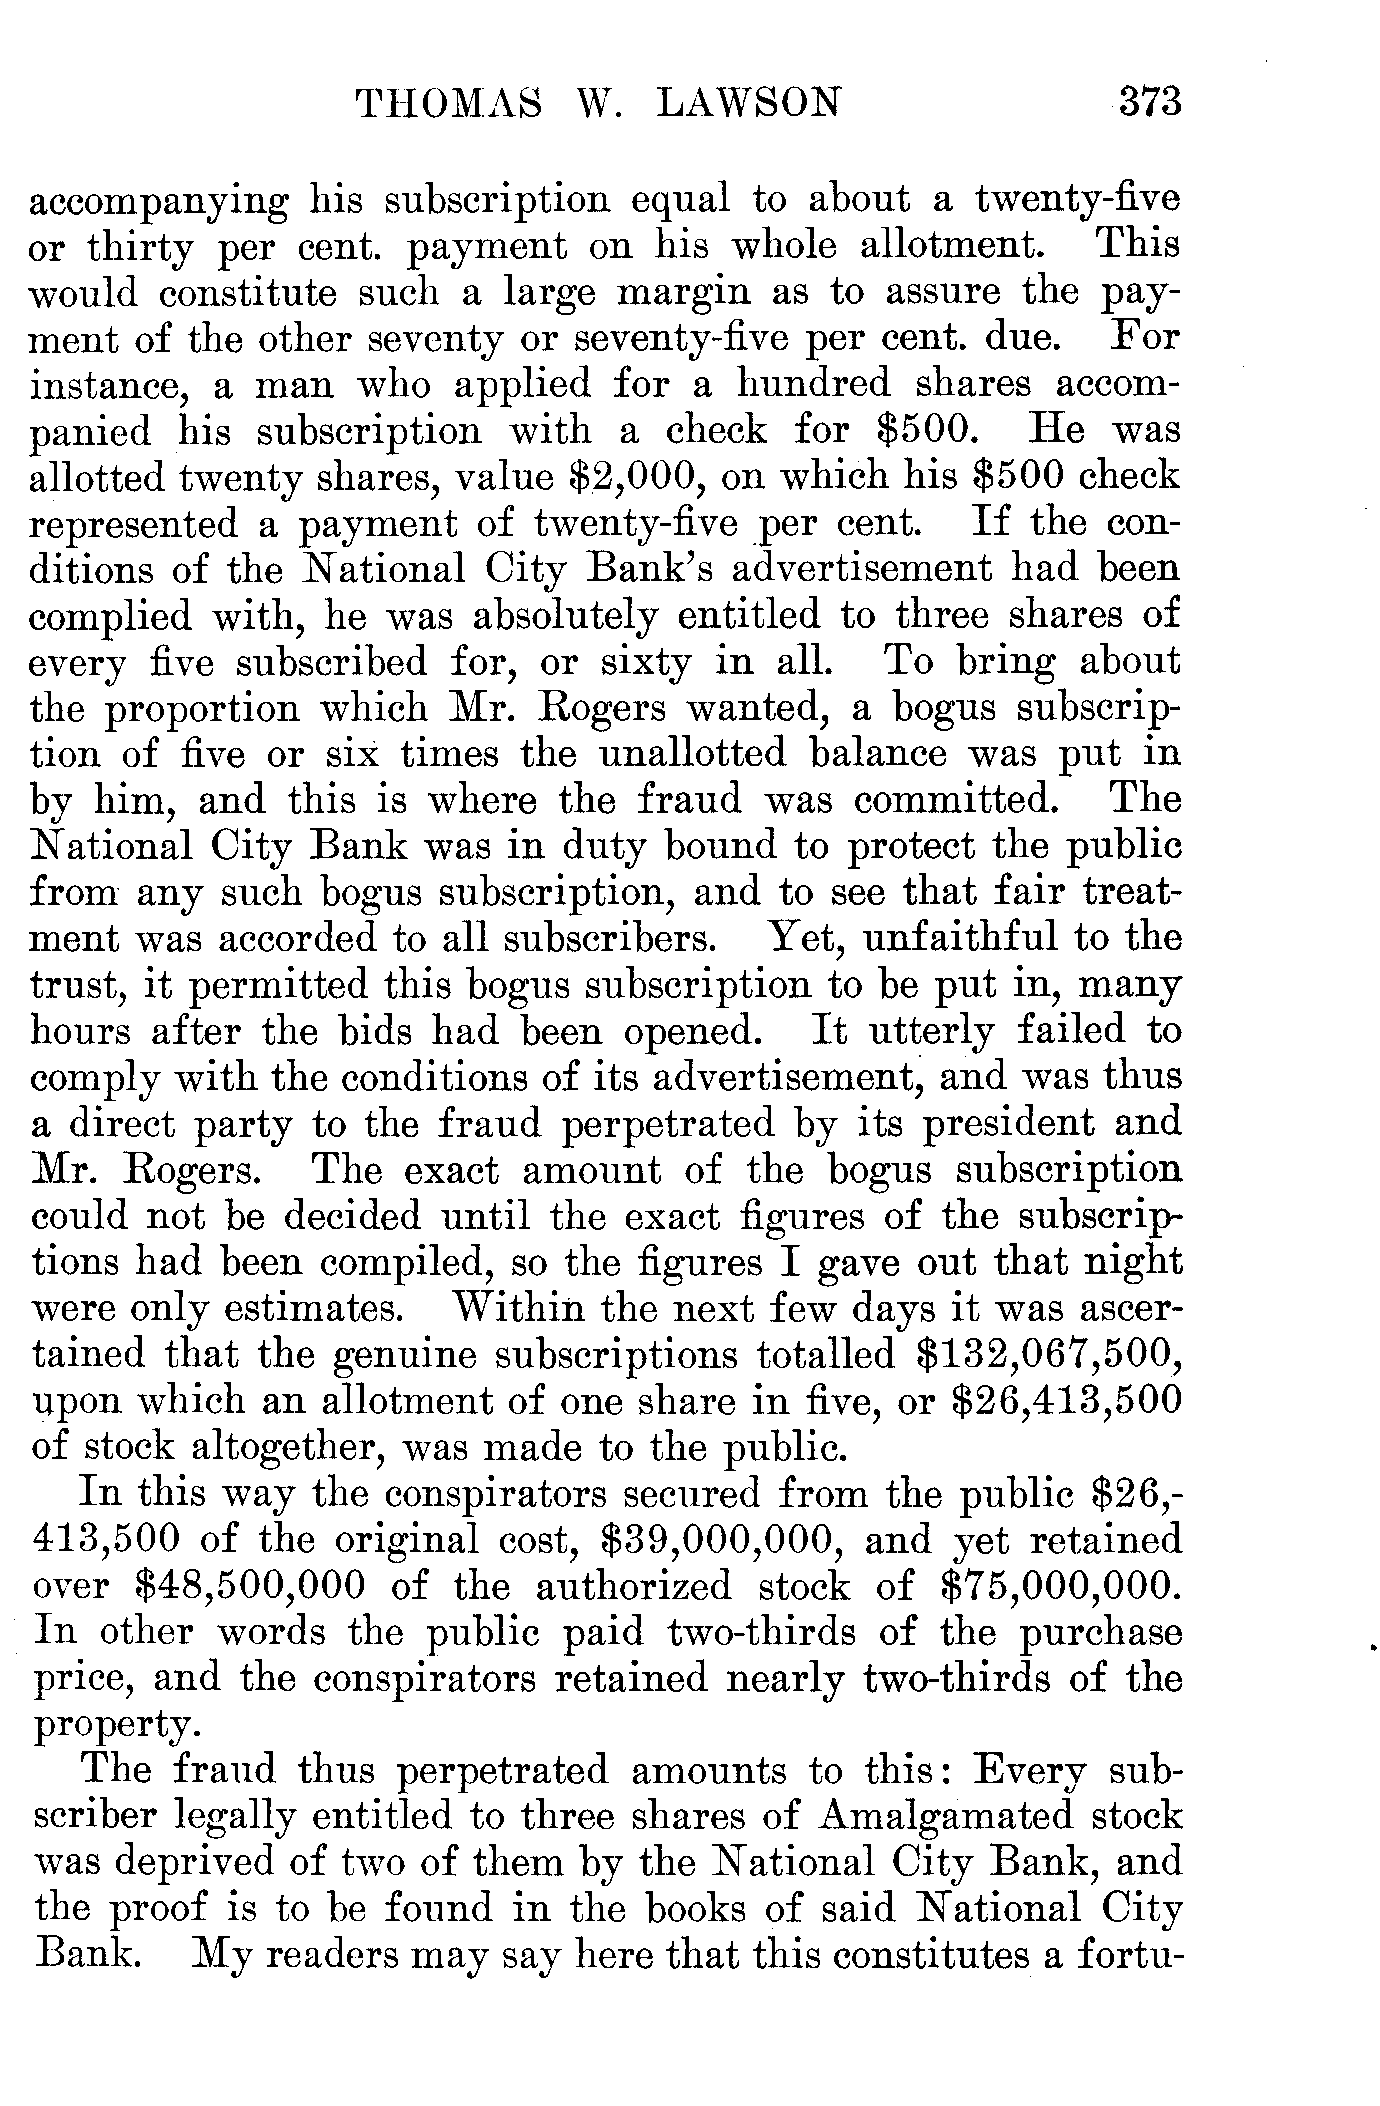 THOMAS W. LAWSON 373
accompanying his subscription equal to about a twenty-five
or thirty per cent. payment on his whole allotment. This
would constitute such a large margin as to assure the pay-
ment of the other seventy or seventy-five per cent. due. For
instance, a man who applied for a hundred shares accom-
panied his subscription with a check for $500. He was
allotted twenty shares, value $2,000, on which his $500 check
represented a payment of twenty-five per cent. If the con-
ditions of the National City Bank's advertisement had been
complied with, he was absolutely entitled to three shares of
every five subscribed for, or sixty in all. To bring about
the proportion which Mr. Rogers wanted, a bogus subscrip-
tion of five or six times the unallotted balance was put in
by him, and this is where the fraud was committed. The
National City Bank was in duty bound to protect the public
from any such bogus subscription, and to see that fair treat-
ment was accorded to all subscribers. Yet, unfaithful to the
trust, it permitted this bogus subscription to be put in, many
hours after the bids had been opened. It utterly failed to
comply with the conditions of its advertisement, and was thus
a direct party to the fraud perpetrated by its president and
Mr. Rogers. The exact amount of the bogus subscription
could not be decided until the exact figures of the subscrip-
tions had been compiled, so the figures I gave out that night
were only estimates. Within the next few days it was ascer-
tained that the genuine subscriptions totalled $132,067,500,
upon which an allotment of one share in five, or $26,413,500
of stock altogether, was made to the public.
In this way the conspirators secured from the public $26,-
413,500 of the original cost, $39,000,000, and yet retained
over $48,500,000 of the authorized stock of $75,000,000.
In other words the public paid two-thirds of the purchase
price, and the conspirators retained nearly two-thirds of the
property.
The fraud thus perpetrated amounts to this: Every sub-
scriber legally entitled to three shares of Amalgamated stock
was deprived of two of them by the National City Bank, and
the proof is to be found in the books of said National City
Bank. My readers may say here that this constitutes a fortu-